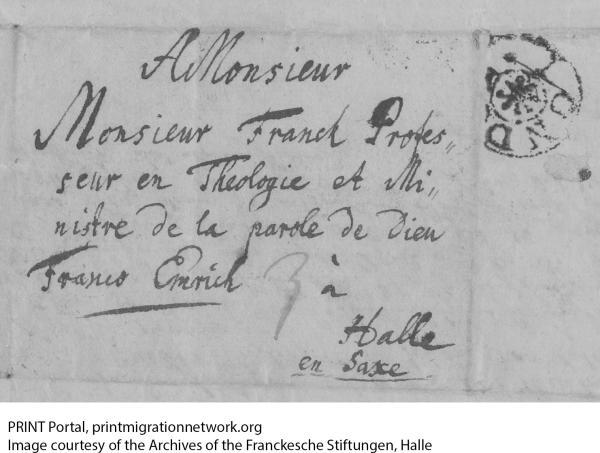 A Monsieur
Monsieur Franck Profes„
seur en Theologie et Mi„
nistre de la parole de Dieu
Franco Emrich 3 à
Halle
en Saxe
PRINT Portal, printmigrationnetwork.org
Image courtesy of the Archives of the Franckesche Stiftungen, Halle